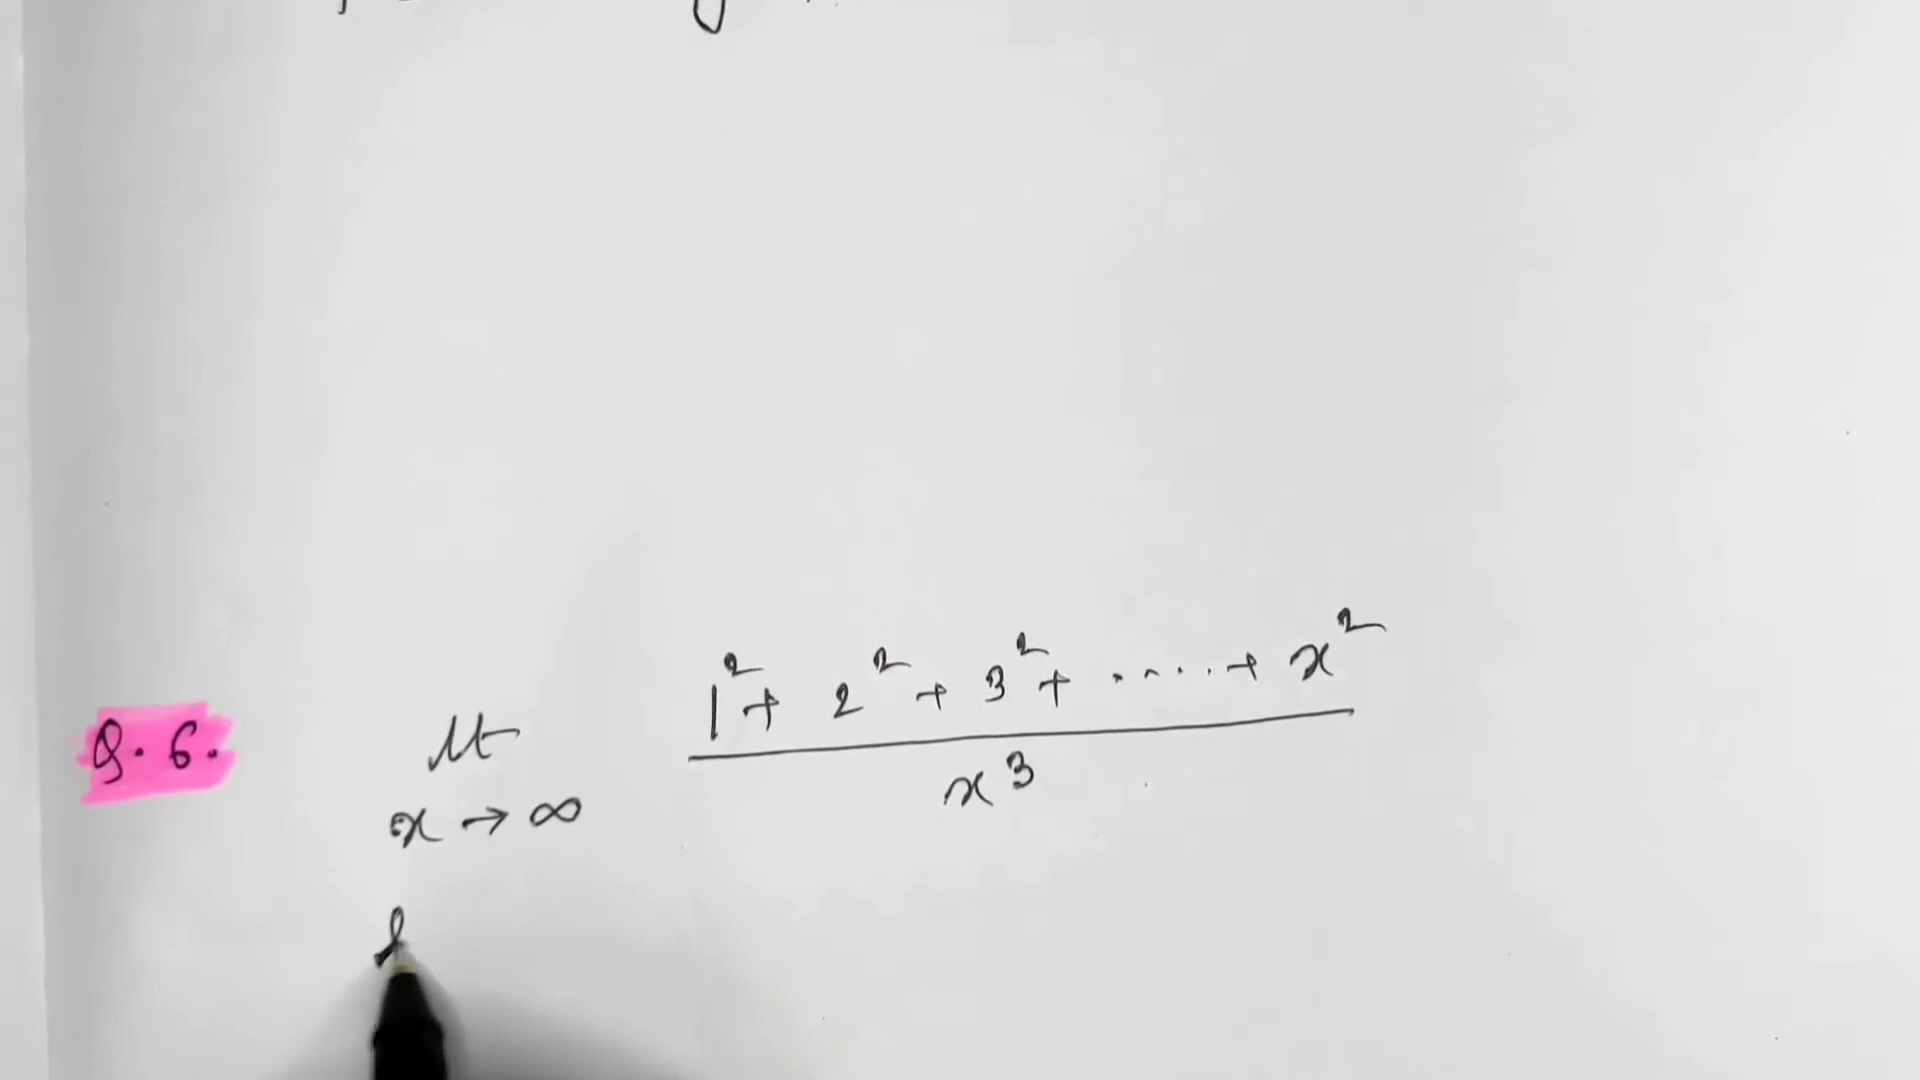 Q. 6. lt x → ∞ 1² + 2² + 3² + ..... + x² / x³